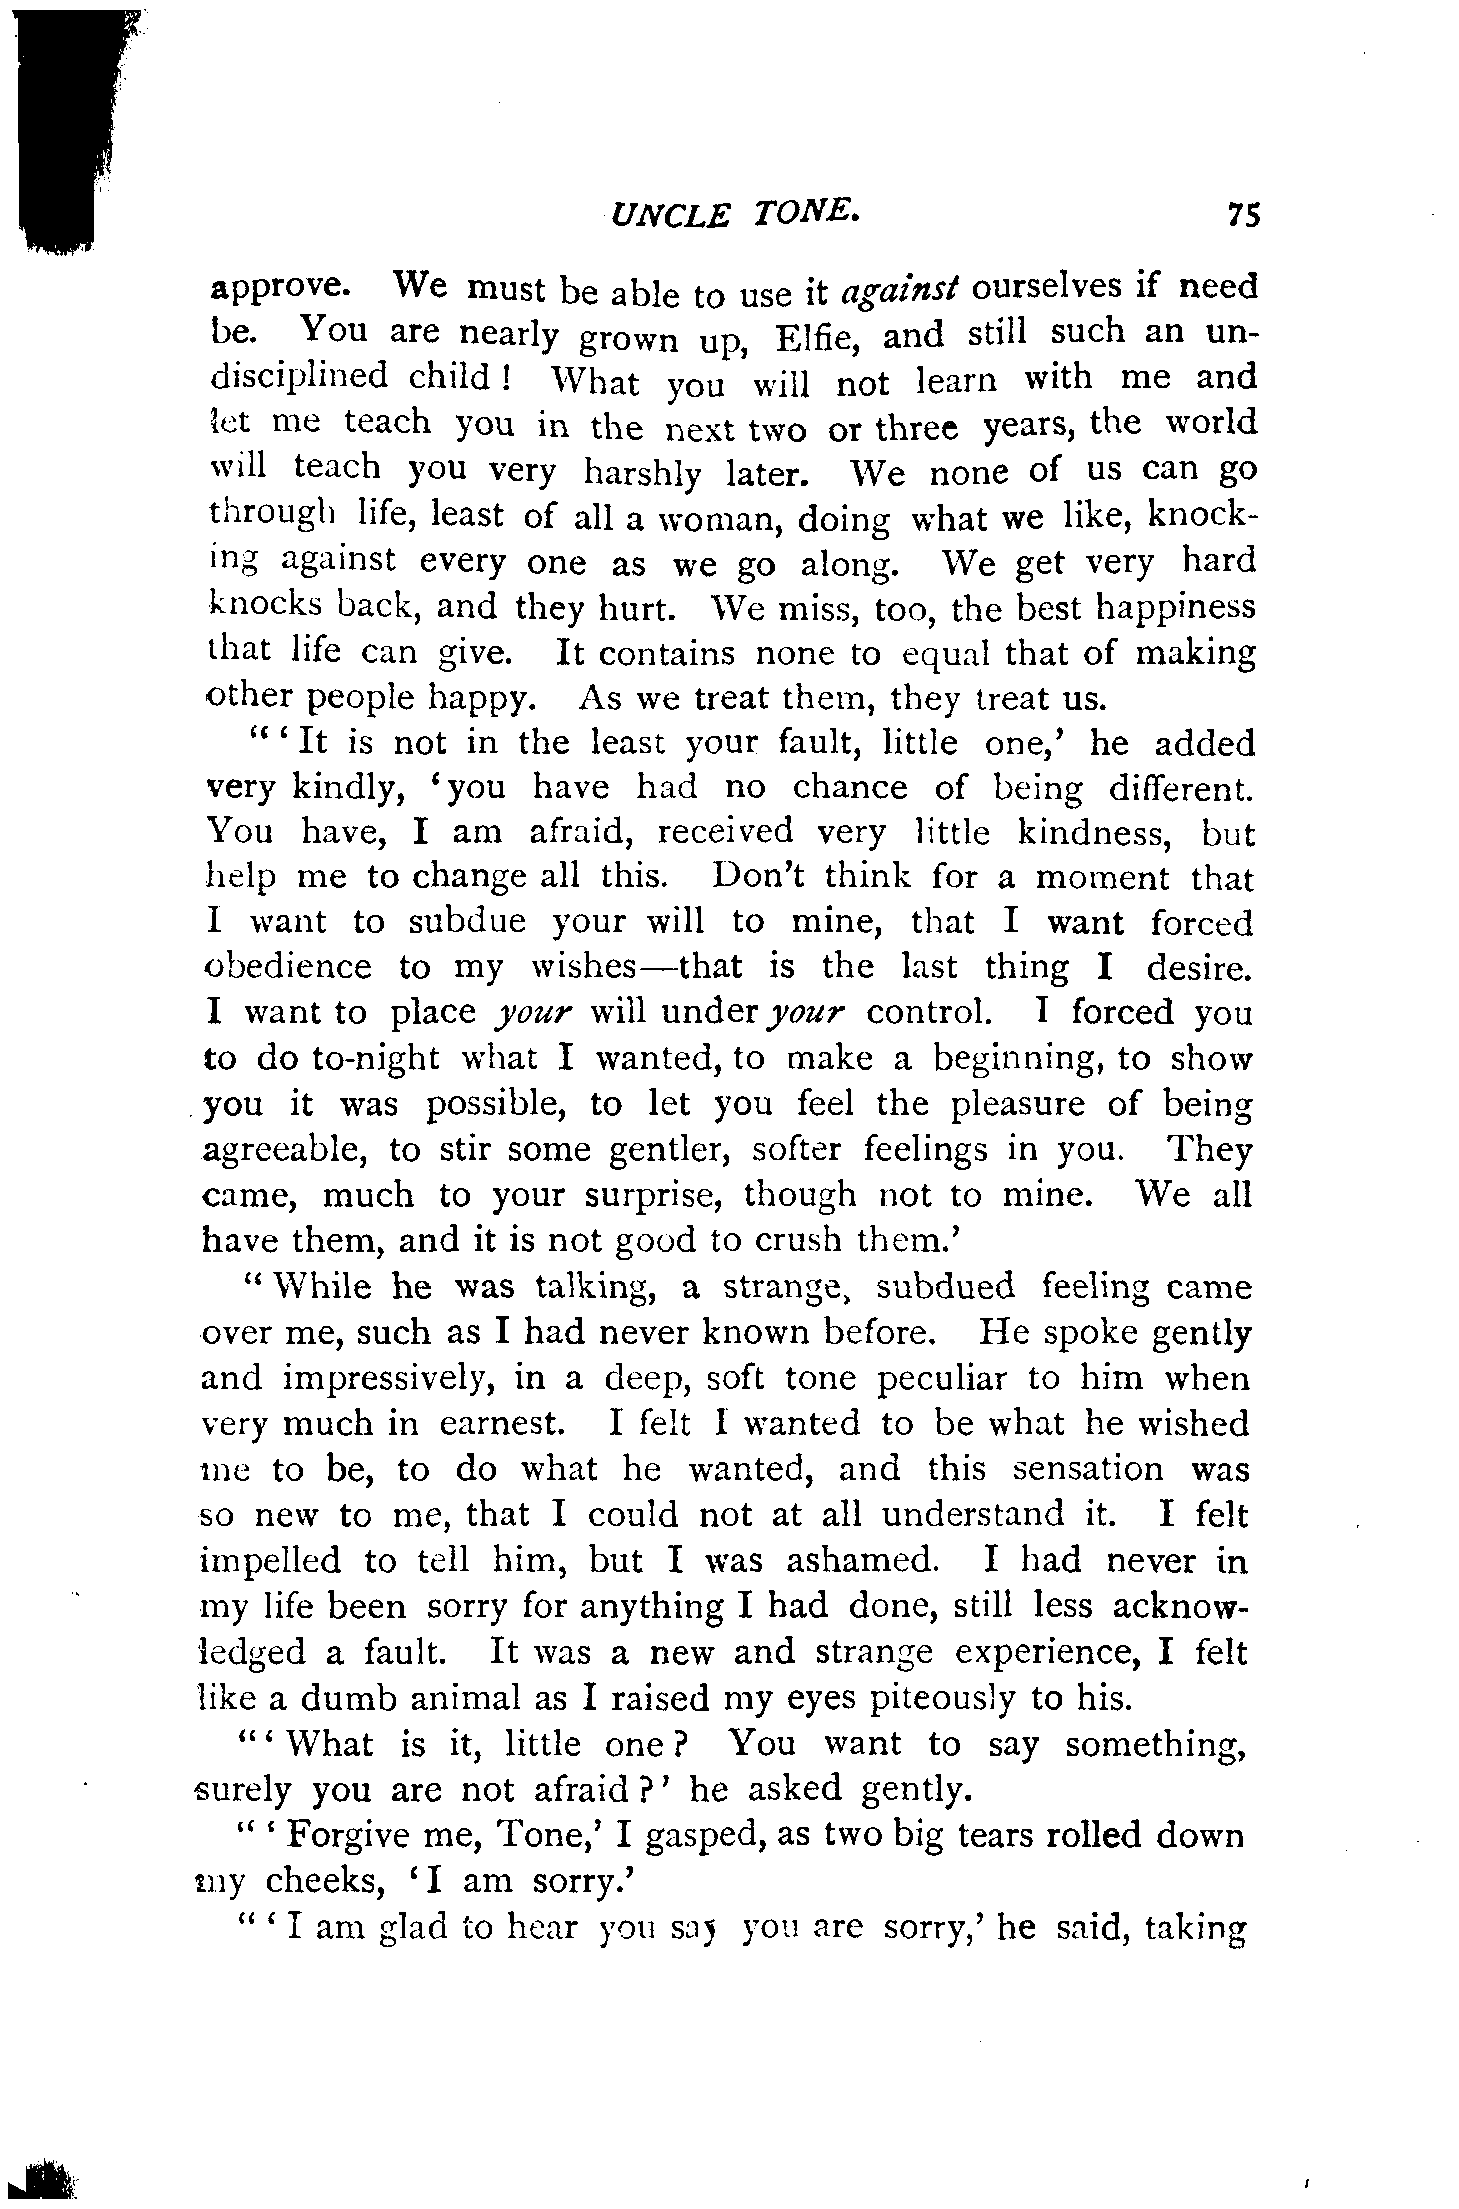 UNCLE TONE. 75
approve. We must be able to use it against ourselves if need
be. You are nearly grown up, Elfie, and still such an un-
disciplined child! What you will not learn with me and
let me teach you in the next two or three years, the world
will teach you very harshly later. We none of us can go
through life, least of all a woman, doing what we like, knock-
ing against every one as we go along. We get very hard
knocks back, and they hurt. We miss, too, the best happiness
that life can give. It contains none to equal that of making
other people happy. As we treat them, they treat us.
"'It is not in the least your fault, little one,' he added
very kindly, 'you have had no chance of being different.
You have, I am afraid, received very little kindness, but
help me to change all this. Don't think for a moment that
I want to subdue your will to mine, that I want forced
obedience to my wishes—that is the last thing I desire.
I want to place your will under your control. I forced you
to do to-night what I wanted, to make a beginning, to show
you it was possible, to let you feel the pleasure of being
agreeable, to stir some gentler, softer feelings in you. They
came, much to your surprise, though not to mine. We all
have them, and it is not good to crush them.'
"While he was talking, a strange, subdued feeling came
over me, such as I had never known before. He spoke gently
and impressively, in a deep, soft tone peculiar to him when
very much in earnest. I felt I wanted to be what he wished
me to be, to do what he wanted, and this sensation was
so new to me, that I could not at all understand it. I felt
impelled to tell him, but I was ashamed. I had never in
my life been sorry for anything I had done, still less acknow-
ledged a fault. It was a new and strange experience, I felt
like a dumb animal as I raised my eyes piteously to his.
"'What is it, little one? You want to say something,
surely you are not afraid?' he asked gently.
"'Forgive me, Tone,' I gasped, as two big tears rolled down
my cheeks, 'I am sorry.'
"'I am glad to hear you say you are sorry,' he said, taking